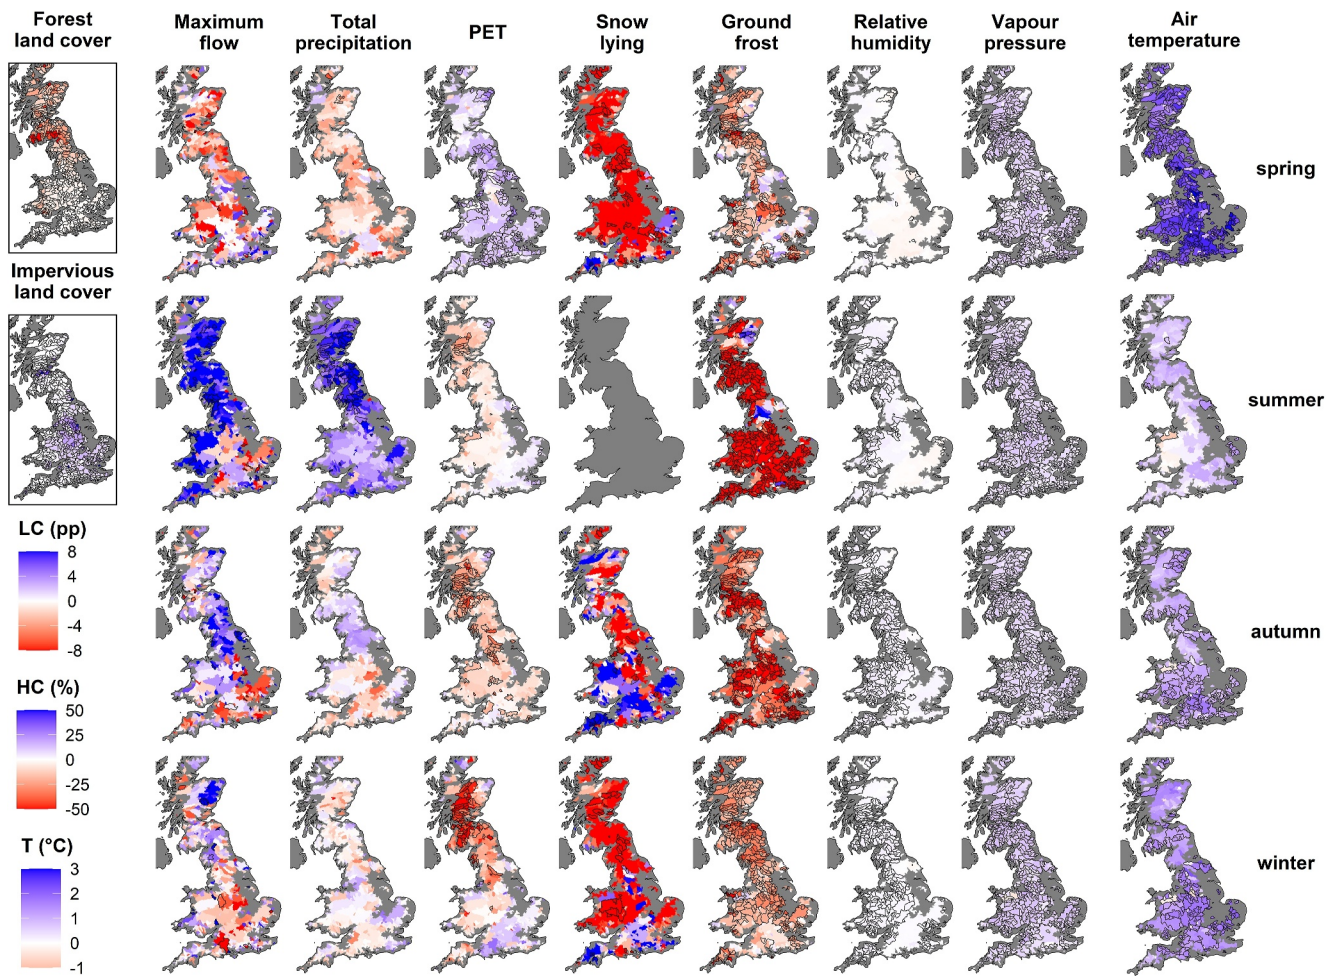 Forest
land cover
Maximum
flow
Total
precipitation
PET
Snow
lying
Ground
frost
Relative
humidity
Vapour
pressure
Air
temperature
spring
Impervious
land cover
summer
LC (pp)
8
4
0
-4
-8
autumn
HC (%)
50
25
0
-25
-50
winter
T (°C)
3
2
1
0
-1